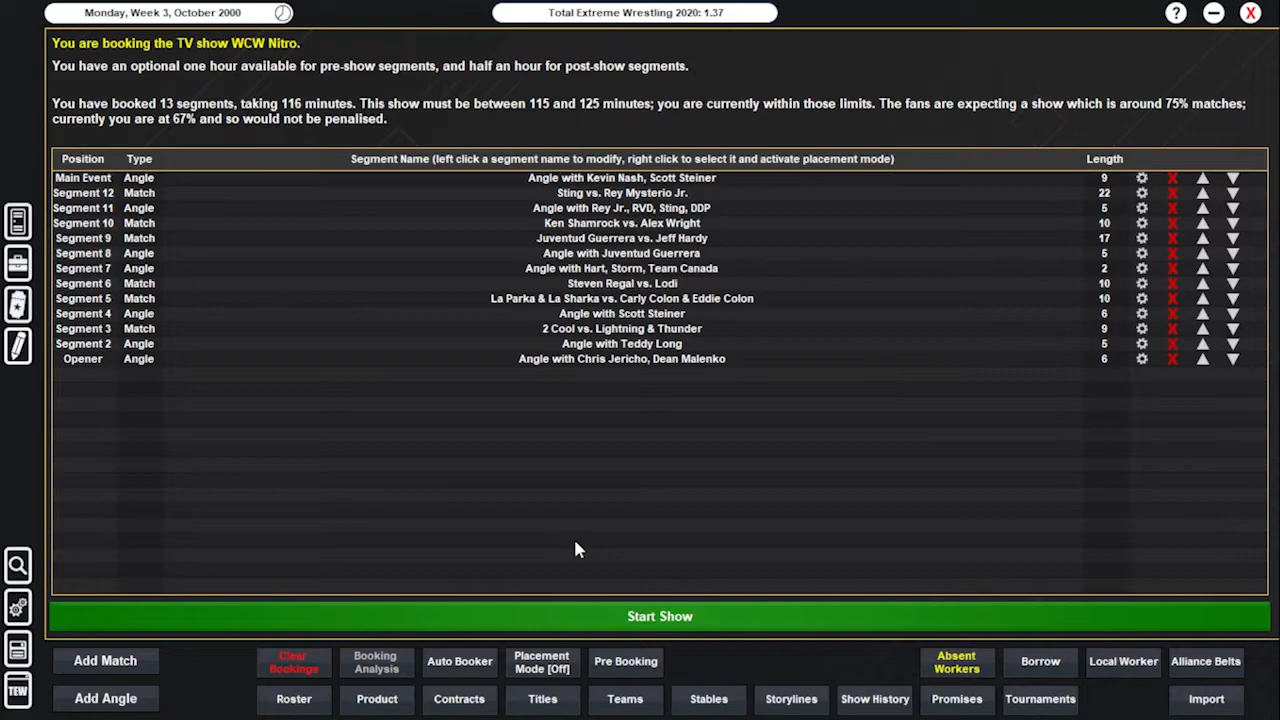 Monday, Week 3, October 2000
Total Extreme Wrestling 2020: 1.37
?
X
You are booking the TV show WCW Nitro.
You have an optional one hour available for pre-show segments, and half an hour for post-show segments.
You have booked 13 segments, taking 116 minutes. This show must be between 115 and 125 minutes; you are currently within those limits. The fans are expecting a show which is around 75% matches;
currently you are at 67% and so would not be penalised.
Position Type Segment Name (left click a segment name to modify, right click to select it and activate placement mode) Length
Main Event Angle Angle with Kevin Nash, Scott Steiner 9 X
Segment 12 Match Sting vs. Rey Mysterio Jr. 22 X
Segment 11 Angle Angle with Rey Jr., RVD, Sting, DDP 5 X
Segment 10 Match Ken Shamrock vs. Alex Wright 10 X
Segment 9 Match Juventud Guerrera vs. Jeff Hardy 17 X
Segment 8 Angle Angle with Juventud Guerrera 5 X
Segment 7 Angle Angle with Hart, Storm, Team Canada 2 X
Segment 6 Match Steven Regal vs. Lodi 10 X
Segment 5 Match La Parka & La Sharka vs. Carly Colon & Eddie Colon 10 X
Segment 4 Angle Angle with Scott Steiner 6 X
Segment 3 Match 2 Cool vs. Lightning & Thunder 9 X
Segment 2 Angle Angle with Teddy Long 5 X
Opener Angle Angle with Chris Jericho, Dean Malenko 6 X
Start Show
Add Match
Clear
Bookings
Booking
Analysis
Auto Booker
Placement
Mode [Off]
Pre Booking
Absent
Workers
Borrow
Local Worker
Alliance Belts
TEW
Add Angle
Roster
Product
Contracts
Titles
Teams
Stables
Storylines
Show History
Promises
Tournaments
Import